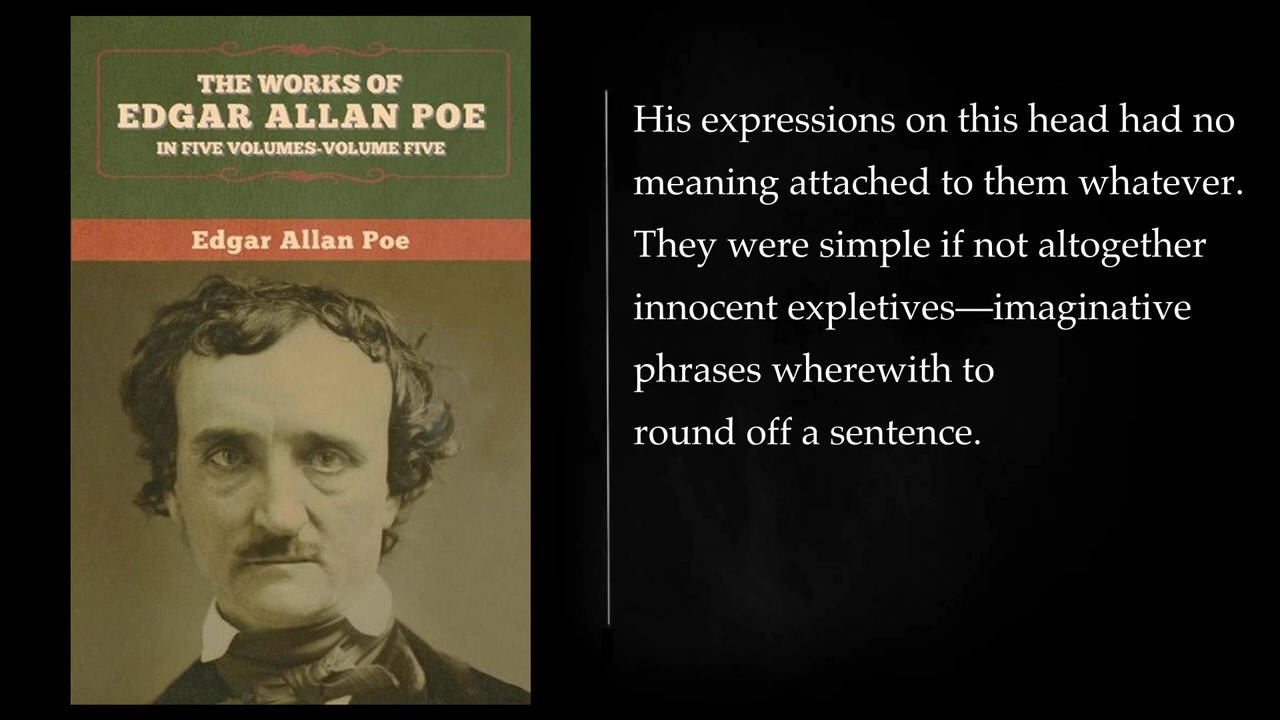 THE WORKS OF
EDGAR ALLAN POE
IN FIVE VOLUMES-VOLUME FIVE
Edgar Allan Poe
His expressions on this head had no
meaning attached to them whatever.
They were simple if not altogether
innocent expletives—imaginative
phrases wherewith to
round off a sentence.